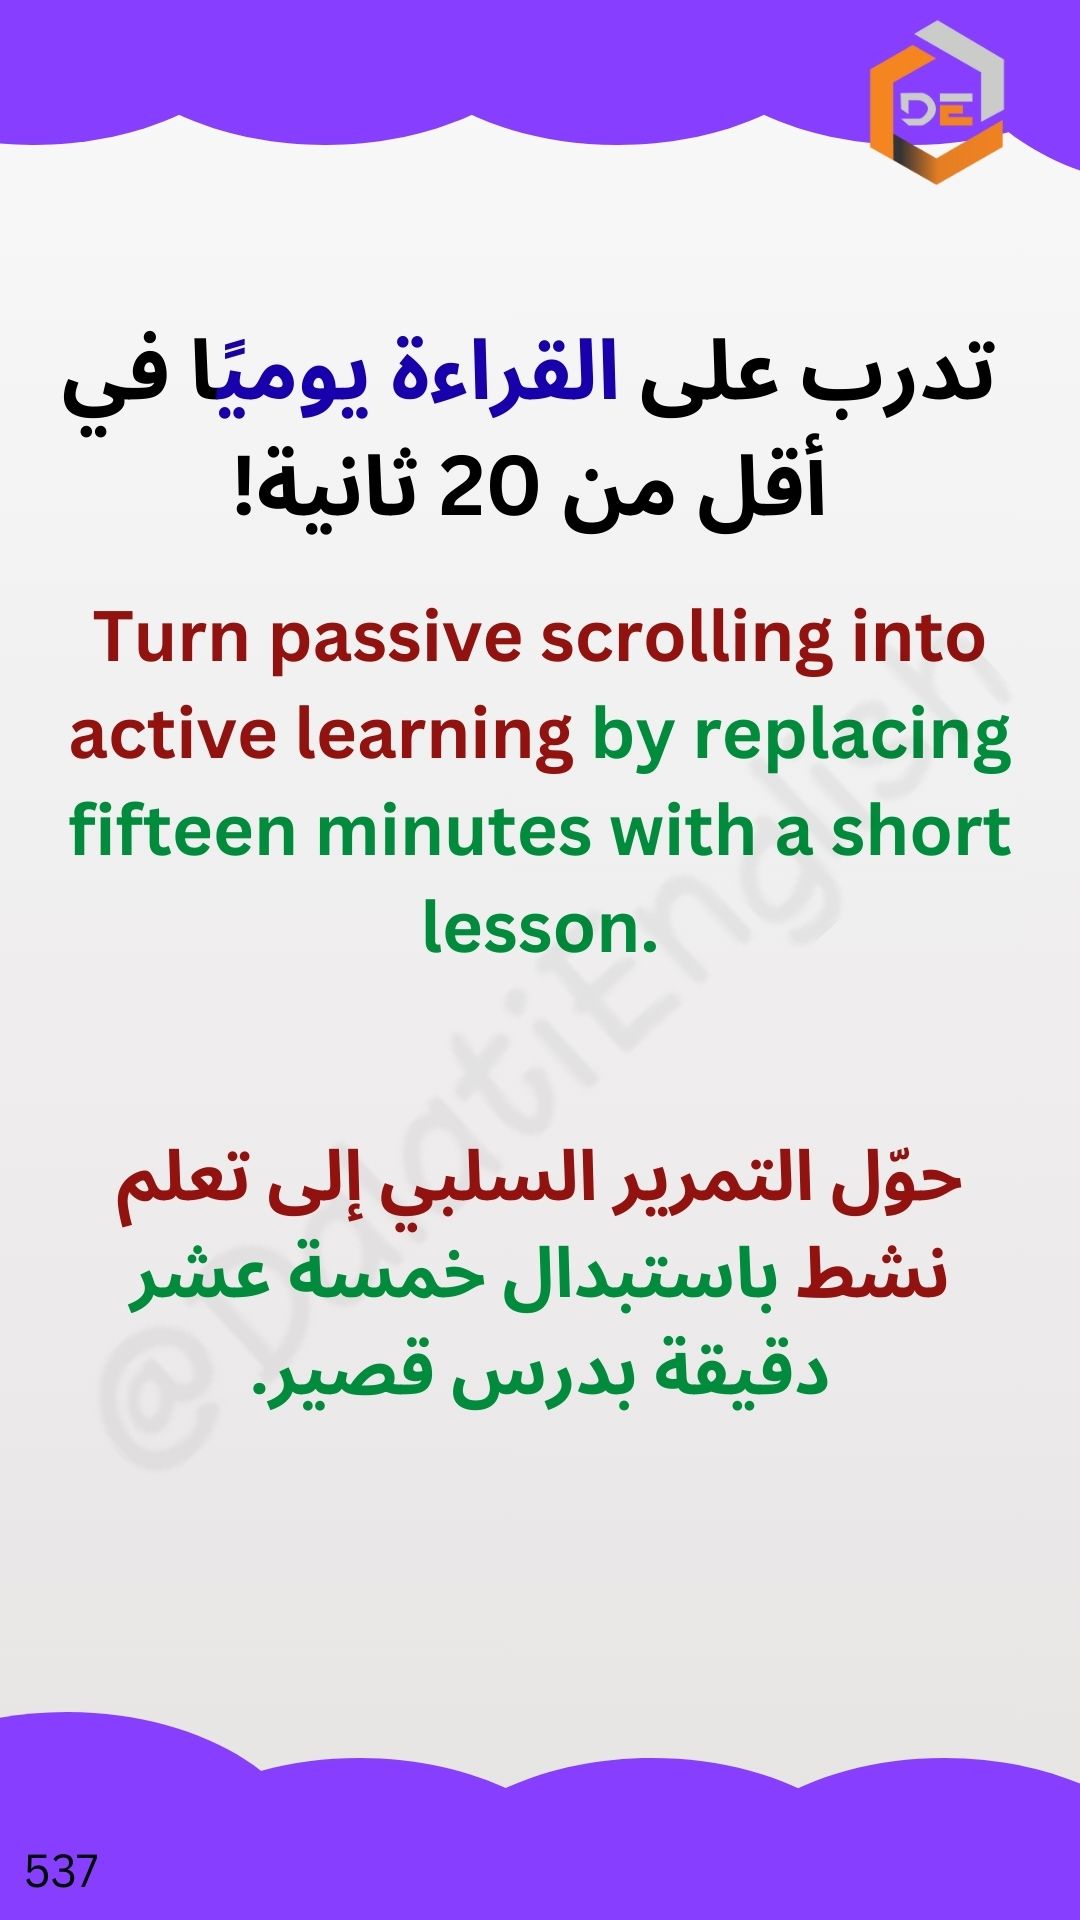 DE
تدرب على القراءة يوميًا في
أقل من 20 ثانية!
Turn passive scrolling into
active learning by replacing
fifteen minutes with a short
lesson.
حوّل التمرير السلبي إلى تعلم
نشط باستبدال خمسة عشر
دقيقة بدرس قصير.
@DalatiEnglish
537